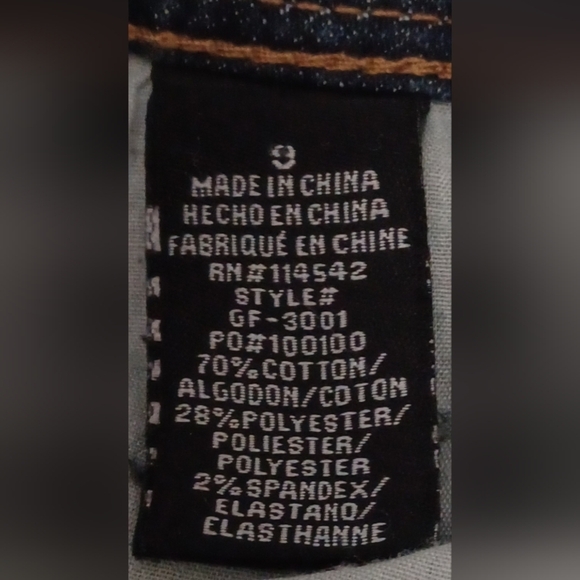 9
MADE IN CHINA
HECHO EN CHINA
FABRIQUÉ EN CHINE
RN#114542
STYLE#
GF-3001
PO#100100
70%COTTON/
ALGODON/COTON
28%POLYESTER/
POLIESTER/
POLYESTER
2%SPANDEX/
ELASTANO/
ELASTHANNE